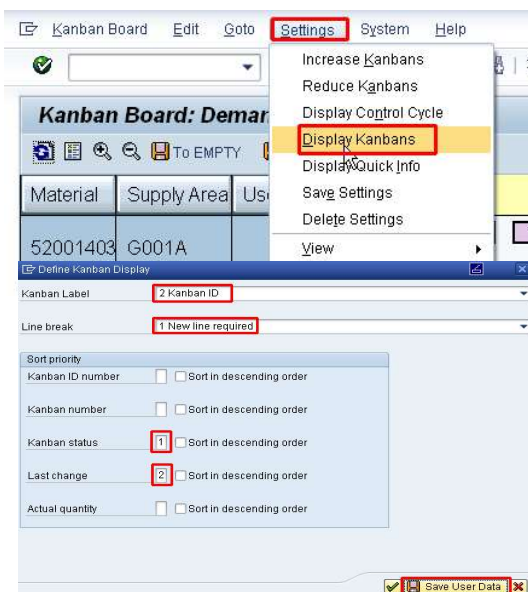 Kanban Board Edit Goto Settings System Help
Increase Kanbans
Reduce Kanbans
Kanban Board: Deman
Display Control Cycle
To EMPTY
Display Kanbans
Display Quick Info
Material Supply Area Us
Save Settings
Delete Settings
52001403 G001A
View
Define Kanban Display
Kanban Label 2 Kanban ID
Line break 1 New line required
Sort priority
Kanban ID number Sort in descending order
Kanban number Sort in descending order
Kanban status 1 Sort in descending order
Last change 2 Sort in descending order
Actual quantity Sort in descending order
Save User Data